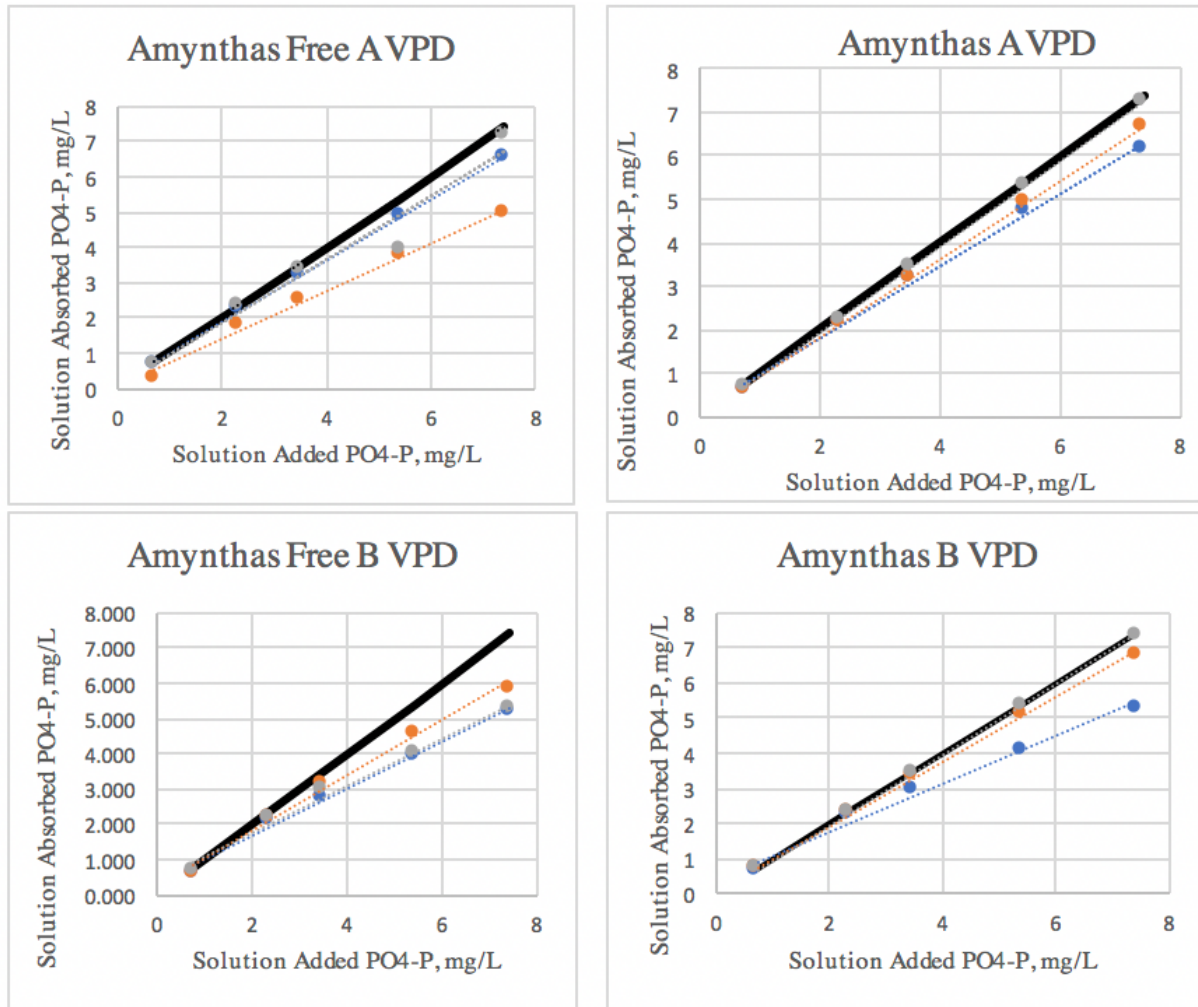 Amynthas Free A VPD
Solution Absorbed PO4-P, mg/L
8
7
6
5
4
3
2
1
0
0 2 4 6 8
Solution Added PO4-P, mg/L
Amynthas A VPD
Solution Absorbed PO4-P, mg/L
8
7
6
5
4
3
2
1
0
0 2 4 6 8
Solution Added PO4-P, mg/L
Amynthas Free B VPD
Solution Absorbed PO4-P, mg/L
8.000
7.000
6.000
5.000
4.000
3.000
2.000
1.000
0.000
0 2 4 6 8
Solution Added PO4-P, mg/L
Amynthas B VPD
Solution Absorbed PO4-P, mg/L
8
7
6
5
4
3
2
1
0
0 2 4 6 8
Solution Added PO4-P, mg/L